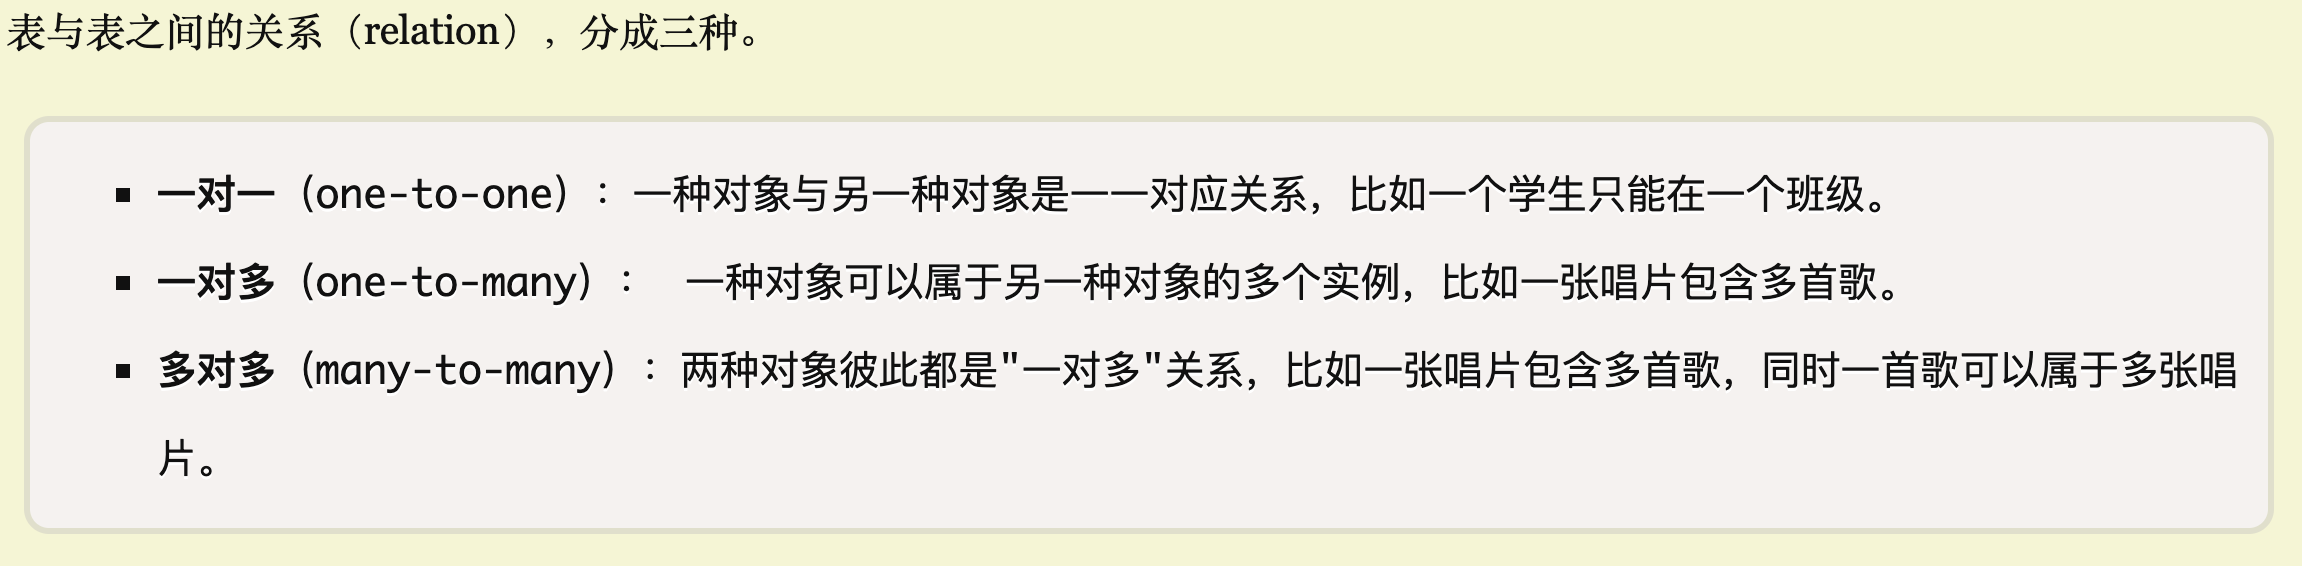 表与表之间的关系（relation），分成三种。
▪ 一对一（one-to-one）：一种对象与另一种对象是一一对应关系，比如一个学生只能在一个班级。
▪ 一对多（one-to-many）： 一种对象可以属于另一种对象的多个实例，比如一张唱片包含多首歌。
▪ 多对多（many-to-many）：两种对象彼此都是"一对多"关系，比如一张唱片包含多首歌，同时一首歌可以属于多张唱
片。